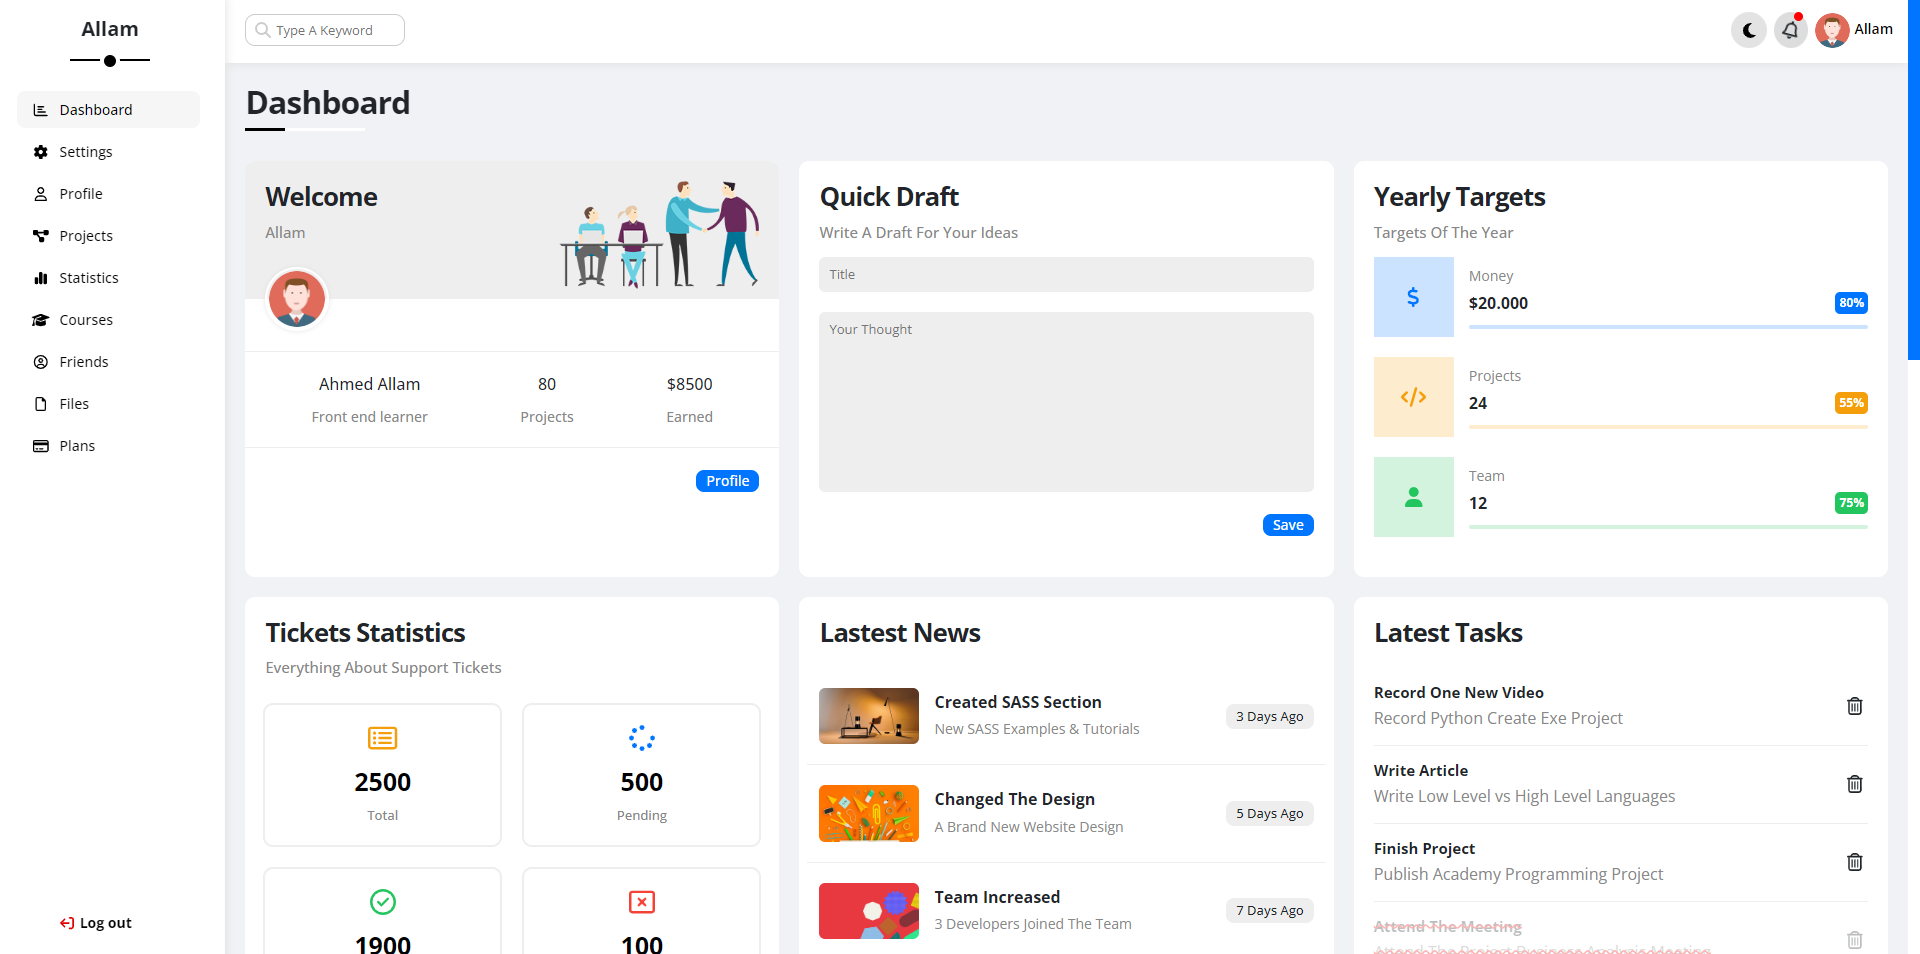 Allam
Dashboard
Settings
Profile
Projects
Statistics
Courses
Friends
Files
Plans
Log out
Type A Keyword
Allam
Dashboard
Welcome
Allam
Ahmed Allam
Front end learner
80
Projects
$8500
Earned
Profile
Quick Draft
Write A Draft For Your Ideas
Title
Your Thought
Save
Yearly Targets
Targets Of The Year
Money
$20.000
80%
Projects
24
55%
Team
12
75%
Tickets Statistics
Everything About Support Tickets
2500
Total
500
Pending
1900
100
Lastest News
Created SASS Section
New SASS Examples & Tutorials
3 Days Ago
Changed The Design
A Brand New Website Design
5 Days Ago
Team Increased
3 Developers Joined The Team
7 Days Ago
Latest Tasks
Record One New Video
Record Python Create Exe Project
Write Article
Write Low Level vs High Level Languages
Finish Project
Publish Academy Programming Project
Attend The Meeting
Attend The Project Business Analysis Meeting